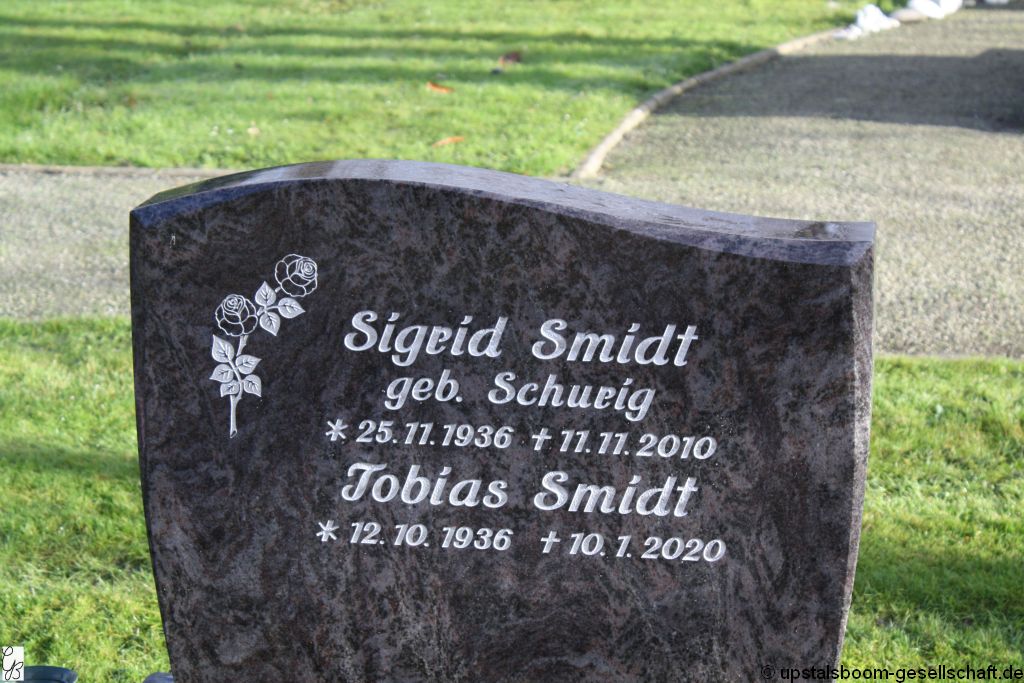 Sigrid Smidt
geb. Schurig
* 25.11.1936 † 11.11.2010
Tobias Smidt
* 12.10.1936 † 10.1.2020
© upstalsboom-gesellschaft.de